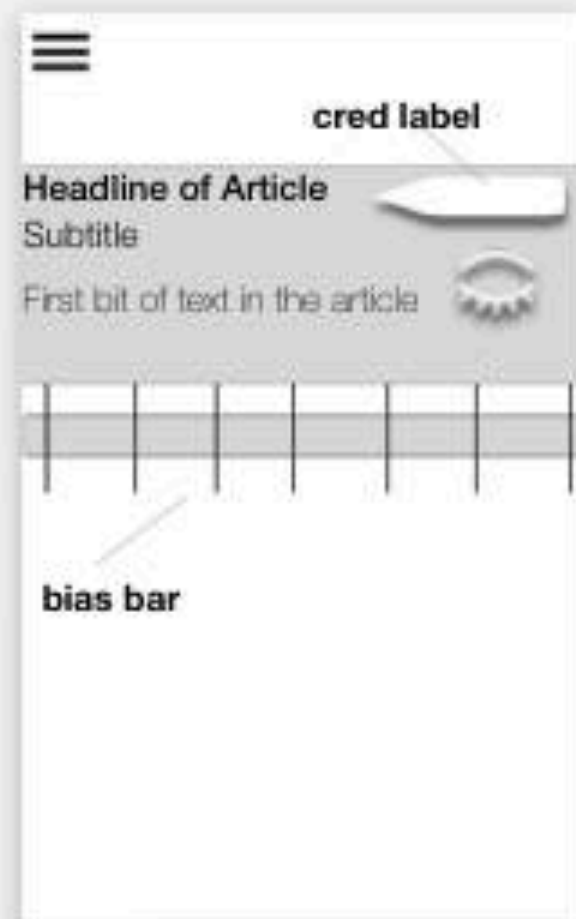 cred label
Headline of Article
Subtitle
First bit of text in the article
bias bar